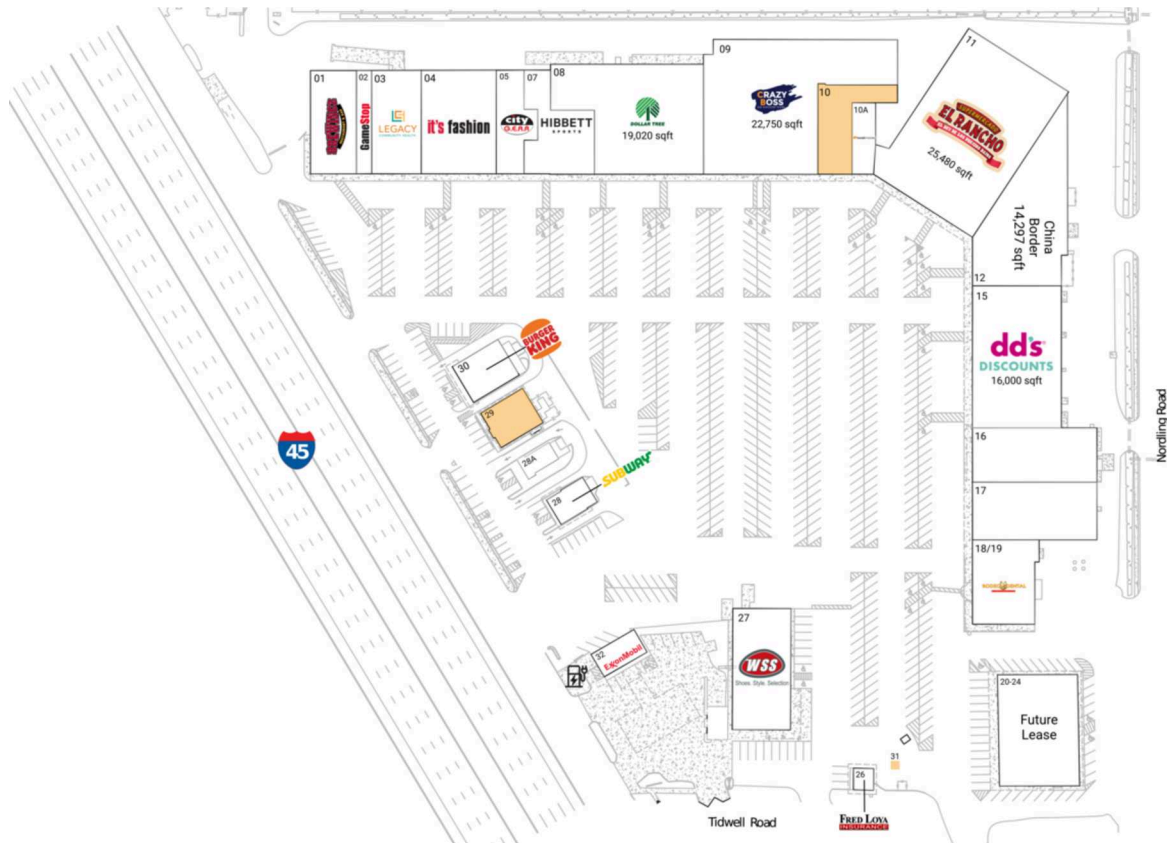 01
02
GameStop
03
LEGACY
COMMUNITY HEALTH
04
it's fashion
05
city
GEAR
07
HIBBETT
SPORTS
08
DOLLAR TREE
19,020 sqft
09
CRAZY
BOSS
22,750 sqft
10
10A
11
SUPERMERCADO
EL RANCHO
25,480 sqft
China
Border
14,297 sqft
12
15
dd's
DISCOUNTS
16,000 sqft
16
17
18/19
Nordling Road
45
30
BURGER
KING
29
28A
28
SUBWAY
32
ExxonMobil
27
WSS
Shoes. Style. Selection
20-24
Future
Lease
31
26
FRED LOYA
INSURANCE
Tidwell Road